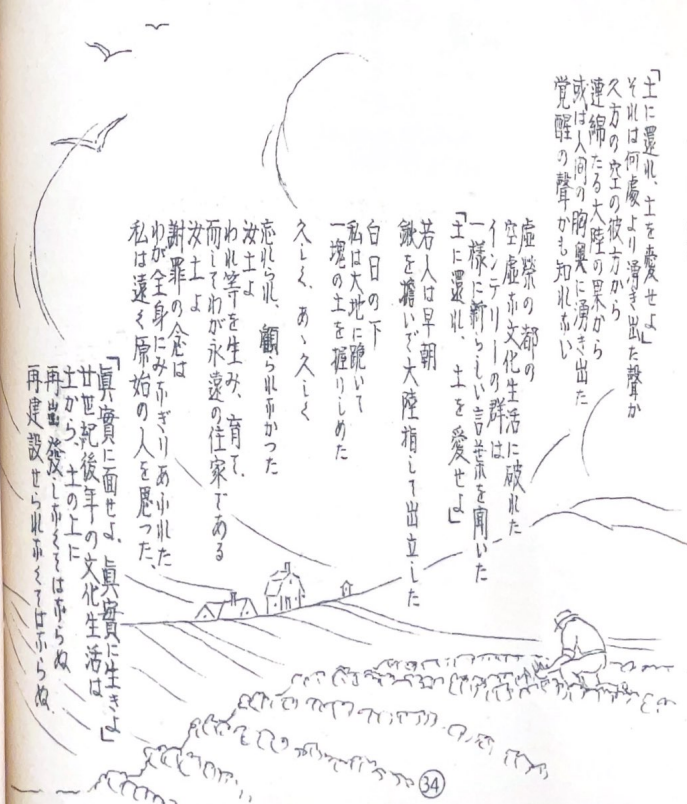 「土に還れ、土を愛せよ」
それは何處より湧き出た聲か
久方の空の彼方から
連綿たる大陸の果から
或は人間の胸奥に湧き出た
覚醒の聲かも知れない
虚榮の都の
空虚な文化生活に破れた
インテリーの群は
一様に新らしい言葉を聞いた
「土に還れ、土を愛せよ」
若人は早朝
鍬を擔いで大陸指して出立した
白日の下
私は大地に跪いて
一塊の土を握りしめた
久しく、あゝ久しく
忘れられ、顧られなかつた
汝土よ
われ等を生み、育て、
而してわが永遠の住家である
汝土よ
謝罪の念は
わが全身にみなぎりあふれた
私は遠く原始の人を思つた、
「眞實に面せよ、眞實に生きよ」
廿世紀後年の文化生活は
土から、土の上に
再出發しなくてはならぬ
再建設せられなくてはならぬ
34